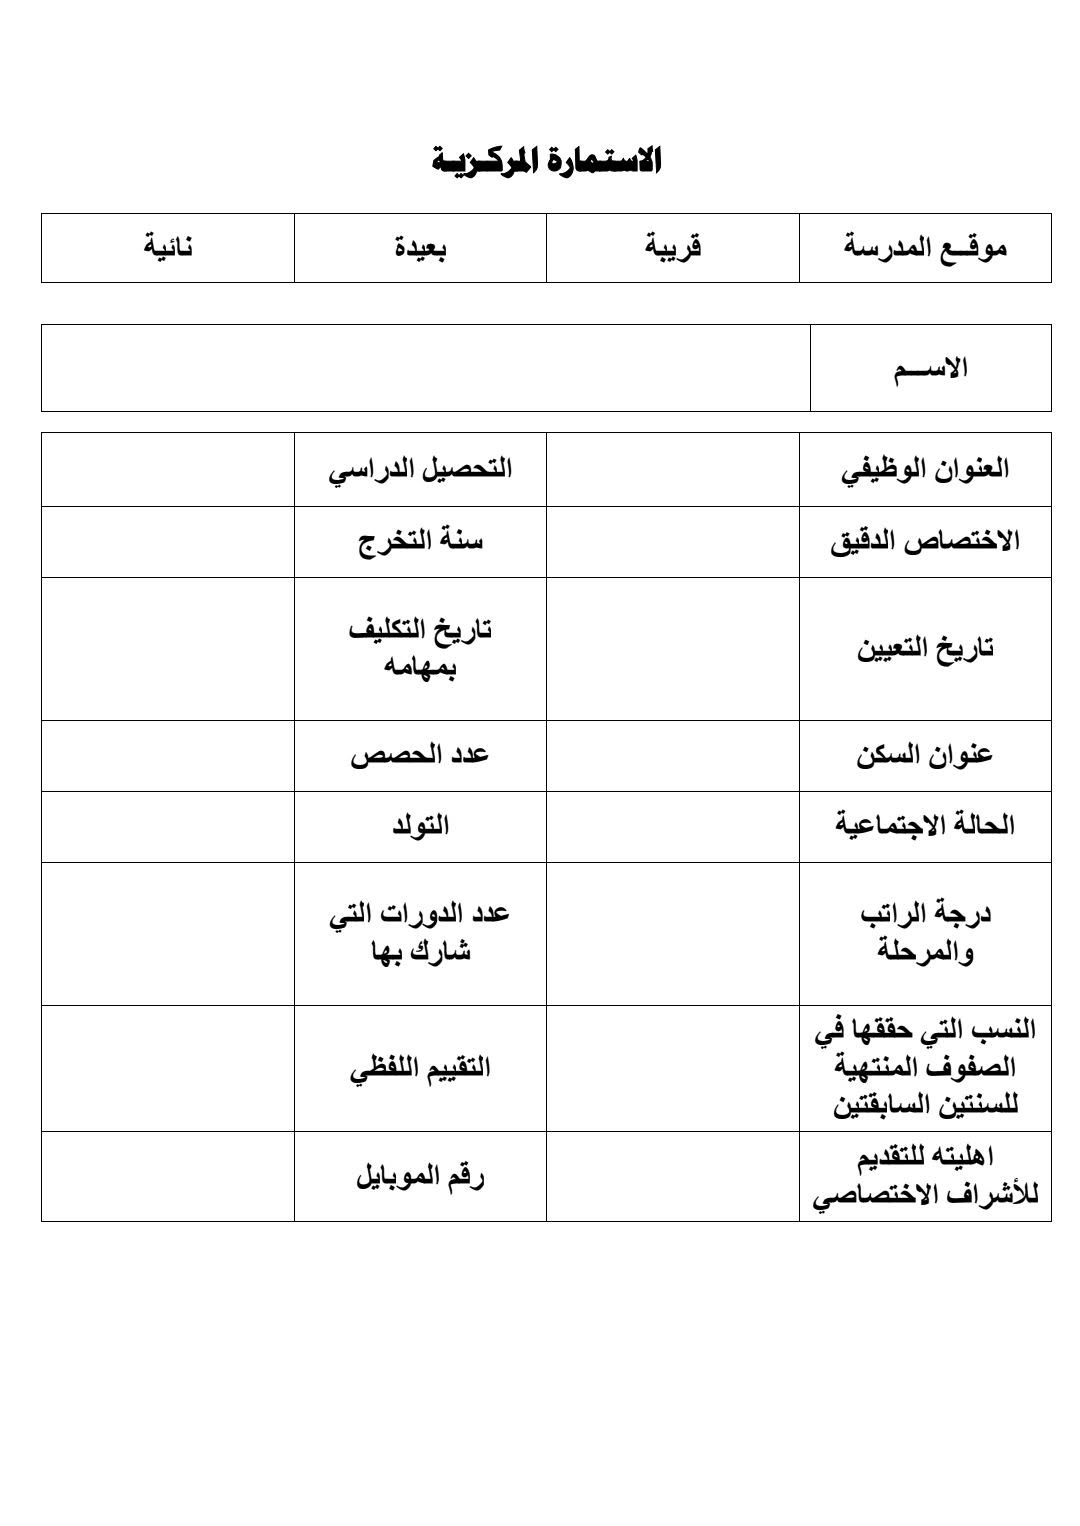 الاستمارة المركزية
موقع المدرسة قريبة بعيدة نائية
الاسم
العنوان الوظيفي التحصيل الدراسي
الاختصاص الدقيق سنة التخرج
تاريخ التعيين
تاريخ التكليف
بمهامه
عنوان السكن عدد الحصص
الحالة الاجتماعية التولد
درجة الراتب
والمرحلة
عدد الدورات التي
شارك بها
النسب التي حققها في
الصفوف المنتهية
للسنتين السابقتين
التقييم اللفظي
اهليته للتقديم
للأشراف الاختصاصي
رقم الموبايل